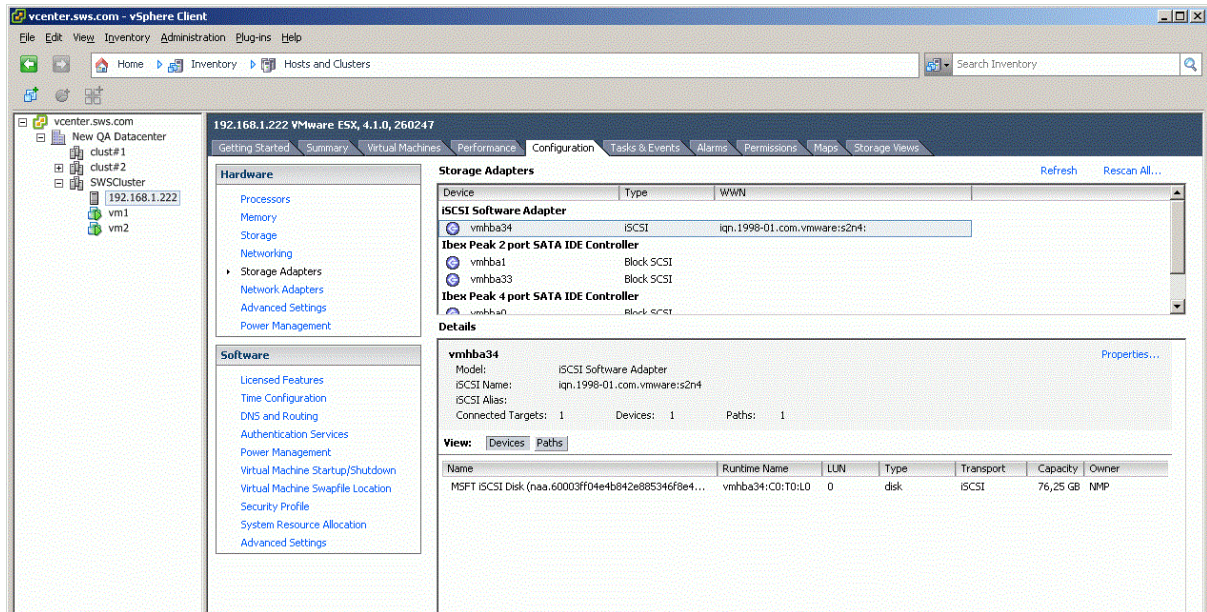 vcenter.sws.com - vSphere Client
File Edit View Inventory Administration Plug-ins Help
Home Inventory Hosts and Clusters
Search Inventory
vcenter.sws.com
New QA Datacenter
clust#1
clust#2
SWSCluster
192.168.1.222
vm1
vm2
192.168.1.222 VMware ESX, 4.1.0, 260247
Getting Started Summary Virtual Machines Performance Configuration Tasks & Events Alarms Permissions Maps Storage Views
Hardware
Processors
Memory
Storage
Networking
Storage Adapters
Network Adapters
Advanced Settings
Power Management
Software
Licensed Features
Time Configuration
DNS and Routing
Authentication Services
Power Management
Virtual Machine Startup/Shutdown
Virtual Machine Swapfile Location
Security Profile
System Resource Allocation
Advanced Settings
Storage Adapters Refresh Rescan All...
Device Type WWN
iSCSI Software Adapter
vmhba34 iSCSI iqn.1998-01.com.vmware:s2n4:
Ibex Peak 2 port SATA IDE Controller
vmhba1 Block SCSI
vmhba33 Block SCSI
Ibex Peak 4 port SATA IDE Controller
vmhba0 Block SCSI
Details
vmhba34 Properties...
Model: iSCSI Software Adapter
iSCSI Name: iqn.1998-01.com.vmware:s2n4
iSCSI Alias:
Connected Targets: 1 Devices: 1 Paths: 1
View: Devices Paths
Name Runtime Name LUN Type Transport Capacity Owner
MSFT iSCSI Disk (naa.60003ff04e4b842e885346f8e4... vmhba34:C0:T0:L0 0 disk iSCSI 76,25 GB NMP